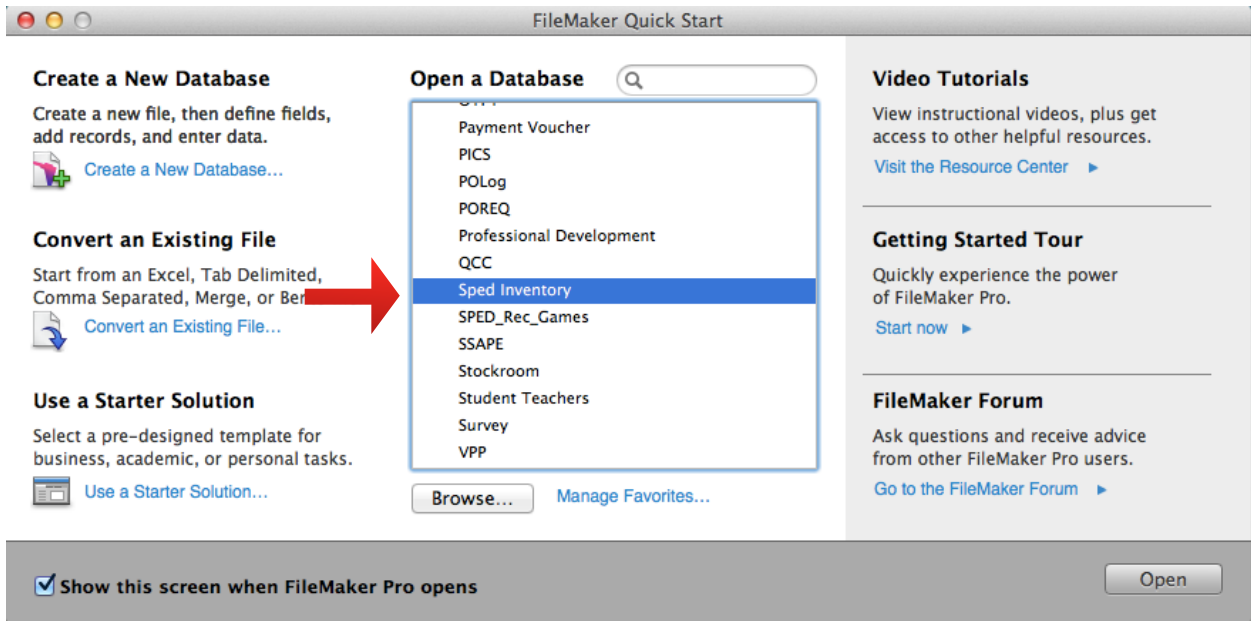 FileMaker Quick Start
Create a New Database
Create a new file, then define fields,
add records, and enter data.
Create a New Database...
Convert an Existing File
Start from an Excel, Tab Delimited,
Comma Separated, Merge, or
Convert an Existing File...
Use a Starter Solution
Select a pre-designed template for
business, academic, or personal tasks.
Use a Starter Solution...
Open a Database
Payment Voucher
PICS
POLog
POREQ
Professional Development
QCC
Sped Inventory
SPED_Rec_Games
SSAPE
Stockroom
Student Teachers
Survey
VPP
Browse...
Manage Favorites...
Video Tutorials
View instructional videos, plus get
access to other helpful resources.
Visit the Resource Center
Getting Started Tour
Quickly experience the power
of FileMaker Pro.
Start now
FileMaker Forum
Ask questions and receive advice
from other FileMaker Pro users.
Go to the FileMaker Forum
Show this screen when FileMaker Pro opens
Open